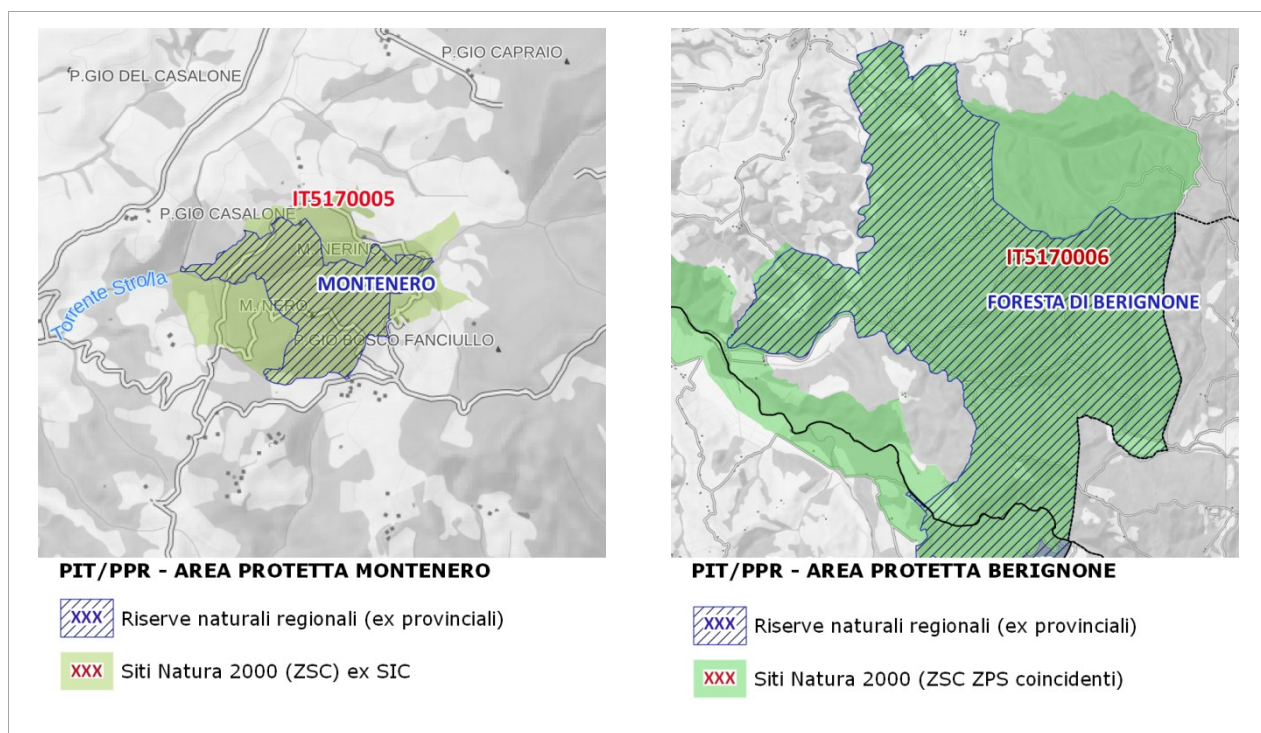 P.GIO CAPRAIO
P.GIO DEL CASALONE
IT5170005
P.GIO CASALONE
M. NERINO
MONTENERO
Torrente Strolla
M. NERO
P.GIO BOSCO FANCIULLO
PIT/PPR - AREA PROTETTA MONTENERO
XXX Riserve naturali regionali (ex provinciali)
XXX Siti Natura 2000 (ZSC) ex SIC
IT5170006
FORESTA DI BERIGNONE
PIT/PPR - AREA PROTETTA BERIGNONE
XXX Riserve naturali regionali (ex provinciali)
XXX Siti Natura 2000 (ZSC ZPS coincidenti)